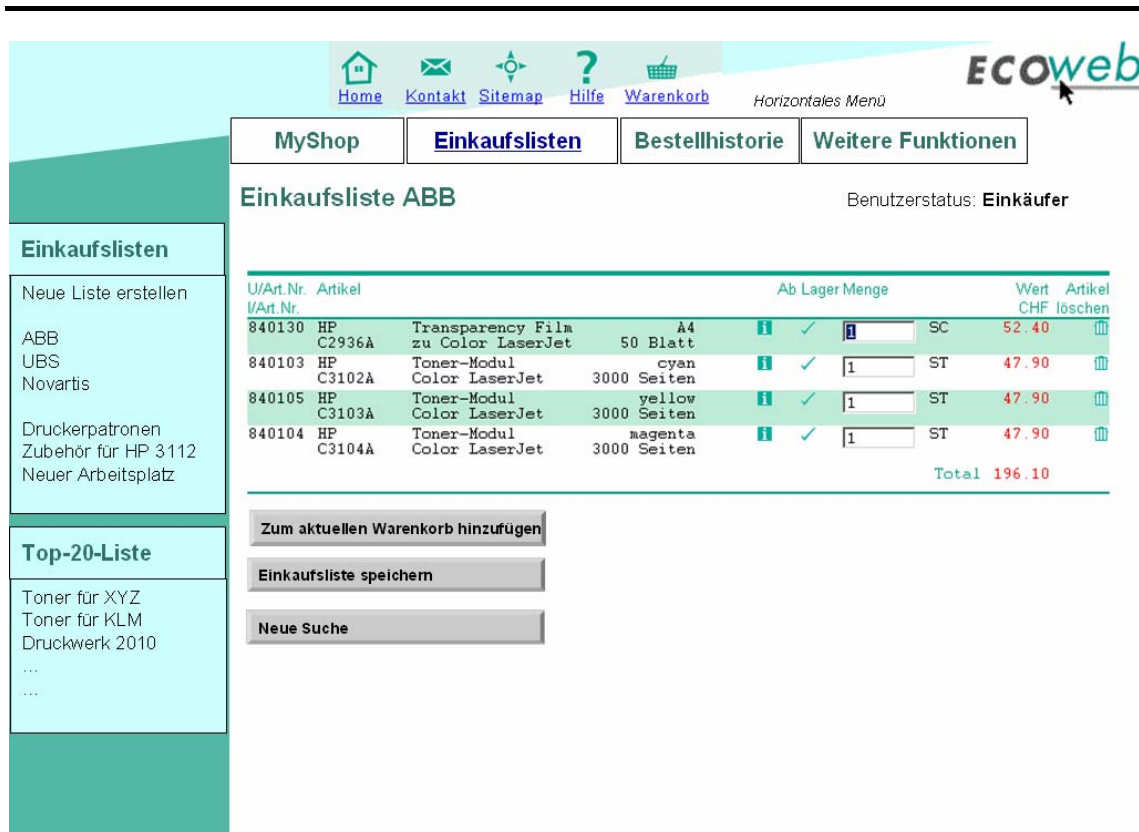 Home Kontakt Sitemap Hilfe Warenkorb Horizontales Menü
ECOweb
MyShop Einkaufslisten Bestellhistorie Weitere Funktionen
Einkaufsliste ABB Benutzerstatus: Einkäufer
Einkaufslisten
Neue Liste erstellen
ABB
UBS
Novartis
Druckerpatronen
Zubehör für HP 3112
Neuer Arbeitsplatz
Top-20-Liste
Toner für XYZ
Toner für KLM
Druckwerk 2010
...
...
U/Art.Nr. Artikel Ab Lager Menge Wert Artikel
I/Art.Nr. CHF löschen
840130 HP Transparency Film A4 i 1 SC 52.40
C2936A zu Color LaserJet 50 Blatt
840103 HP Toner-Modul cyan i 1 ST 47.90
C3102A Color LaserJet 3000 Seiten
840105 HP Toner-Modul yellow i 1 ST 47.90
C3103A Color LaserJet 3000 Seiten
840104 HP Toner-Modul magenta i 1 ST 47.90
C3104A Color LaserJet 3000 Seiten
Total 196.10
Zum aktuellen Warenkorb hinzufügen
Einkaufsliste speichern
Neue Suche